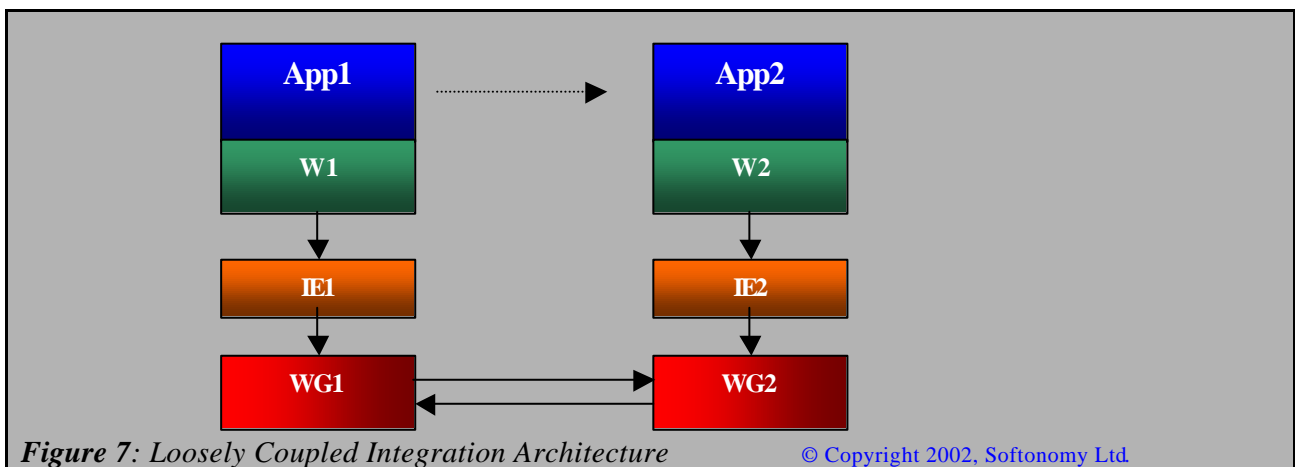 App1 App2
W1 W2
IE1 IE2
WG1 WG2
Figure 7: Loosely Coupled Integration Architecture © Copyright 2002, Softonomy Ltd.